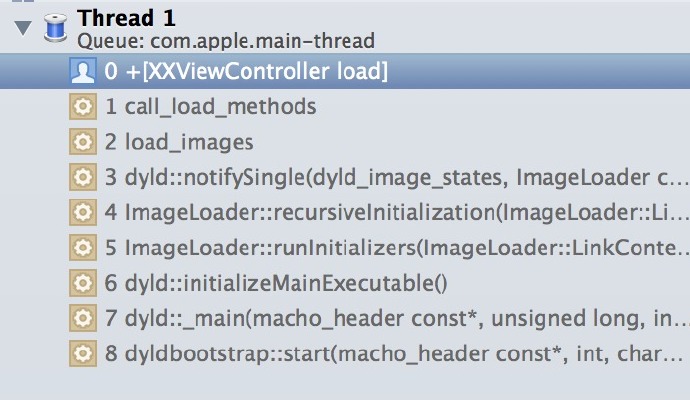 Thread 1
Queue: com.apple.main-thread
0 +[XXViewController load]
1 call_load_methods
2 load_images
3 dyld::notifySingle(dyld_image_states, ImageLoader c...
4 ImageLoader::recursiveInitialization(ImageLoader::Li...
5 ImageLoader::runInitializers(ImageLoader::LinkConte...
6 dyld::initializeMainExecutable()
7 dyld::_main(macho_header const*, unsigned long, in...
8 dyldbootstrap::start(macho_header const*, int, char...